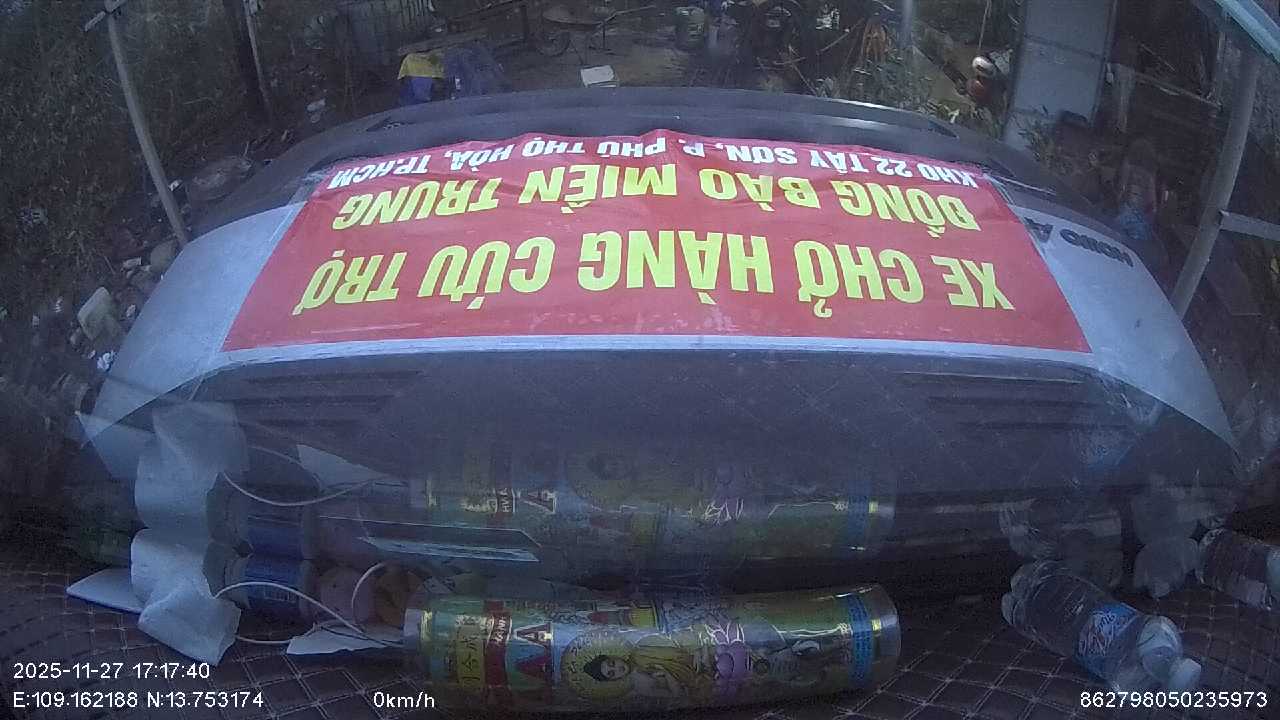 XE CHỞ HÀNG CỨU TRỢ
ĐỒNG BÀO MIỀN TRUNG
KHO 22 TÂY SƠN, P. PHÚ THỌ HÒA, TP.HCM
2025-11-27 17:17:40
E:109.162188 N:13.753174
0km/h
862798050235973